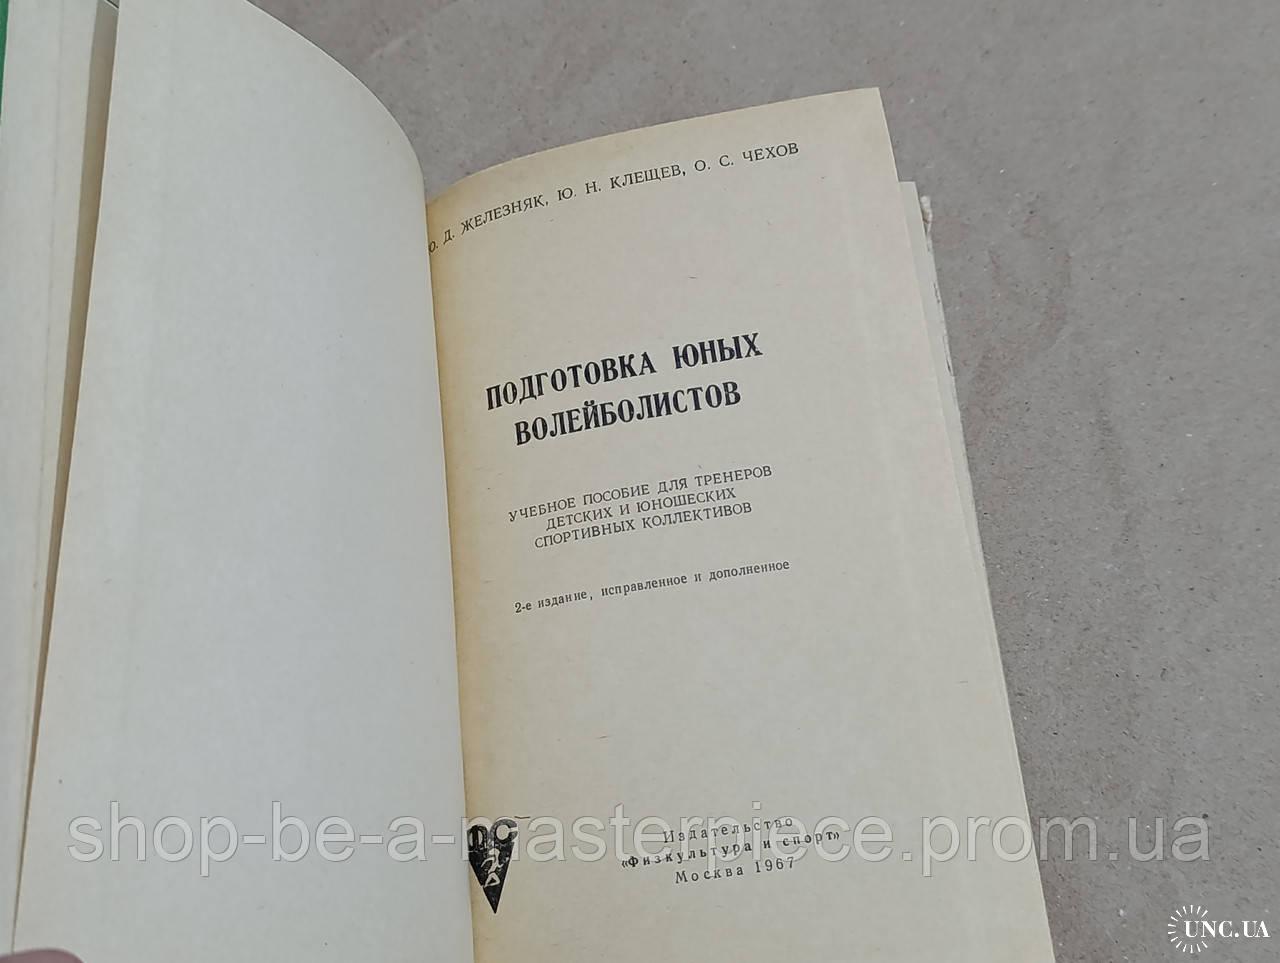 Ю. Д. ЖЕЛЕЗНЯК, Ю. Н. КЛЕЩЕВ, О. С. ЧЕХОВ
ПОДГОТОВКА ЮНЫХ
ВОЛЕЙБОЛИСТОВ
УЧЕБНОЕ ПОСОБИЕ ДЛЯ ТРЕНЕРОВ
ДЕТСКИХ И ЮНОШЕСКИХ
СПОРТИВНЫХ КОЛЛЕКТИВОВ
2-е издание, исправленное и дополненное
ФС
Издательство
«Физкультура и спорт»
Москва 1967
shop-be-a-masterpiece.prom.ua
UNC.UA